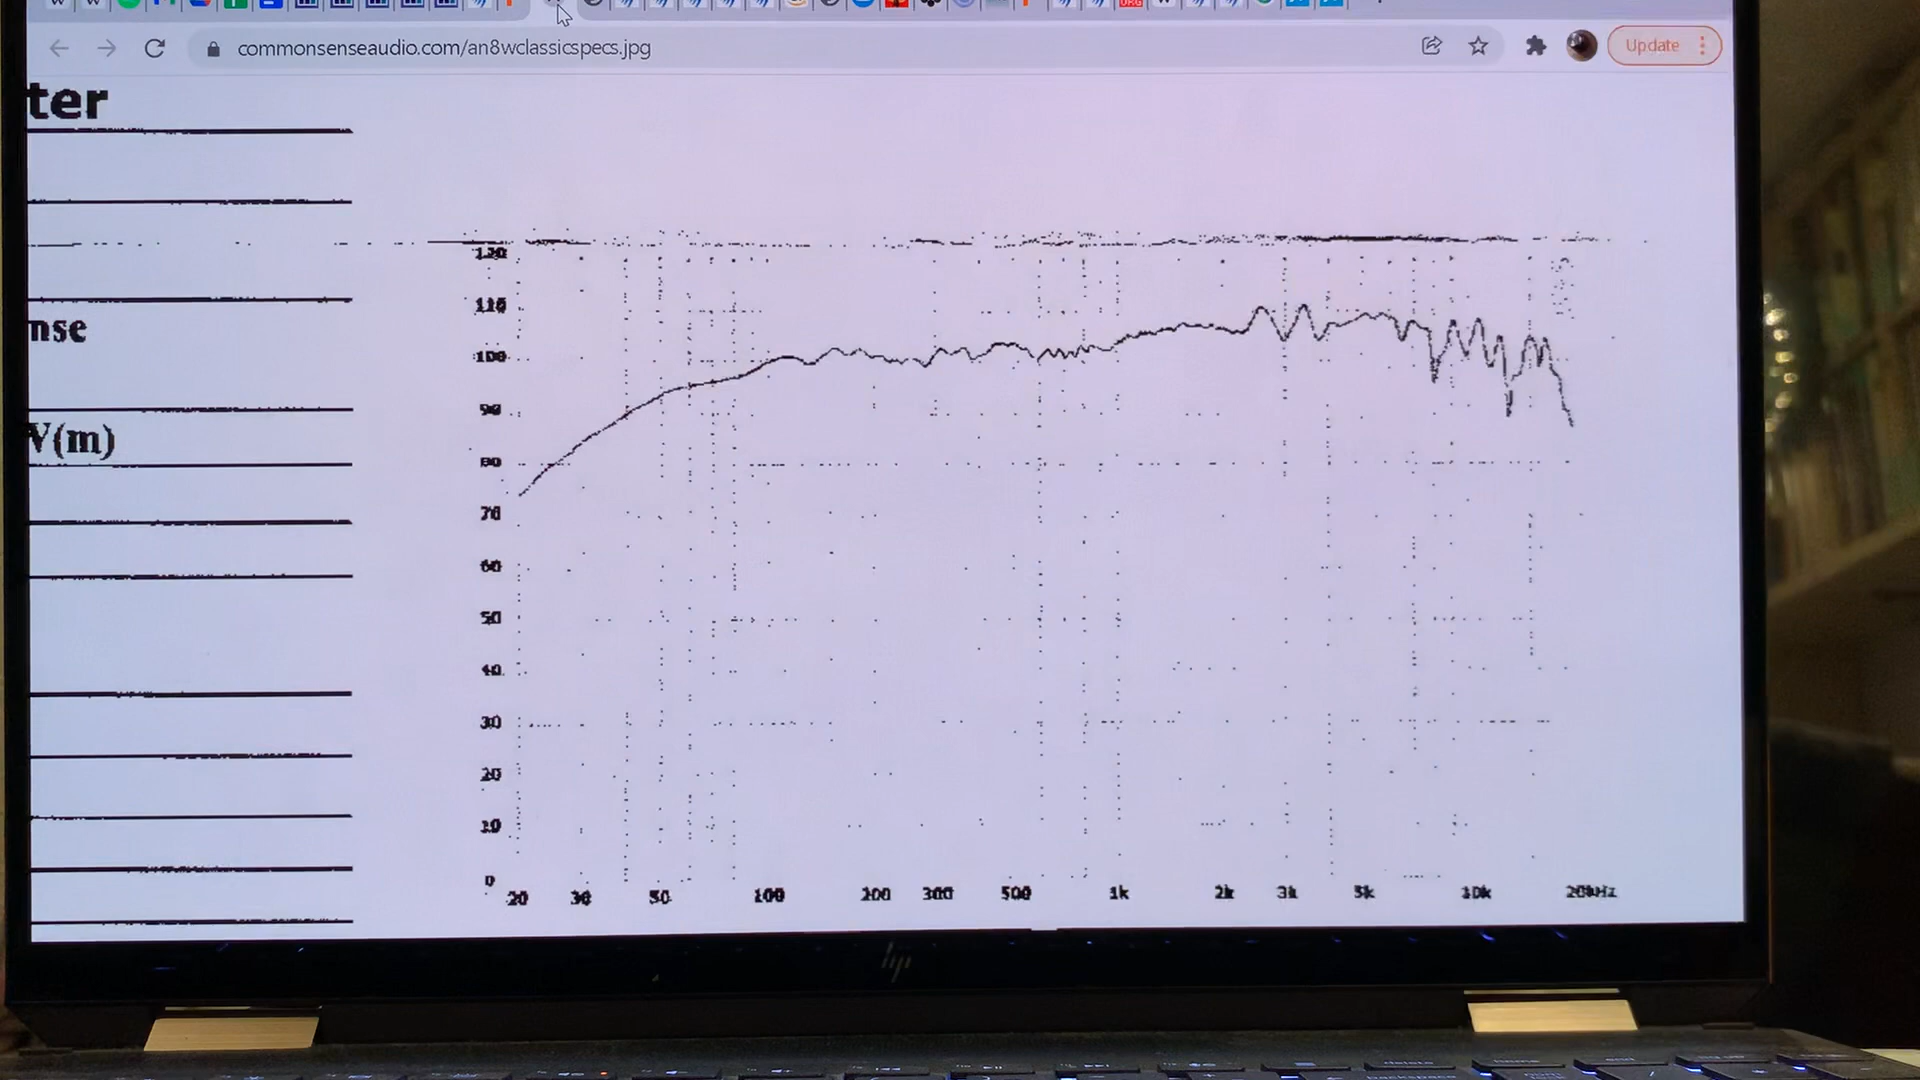 commonsenseaudio.com/an8wclassicspecs.jpg
Update
ter
nse
V(m)
120
110
100
90
80
70
60
50
40
30
20
10
0
20 30 50 100 200 300 500 1k 2k 3k 5k 10k 20kHz
hp